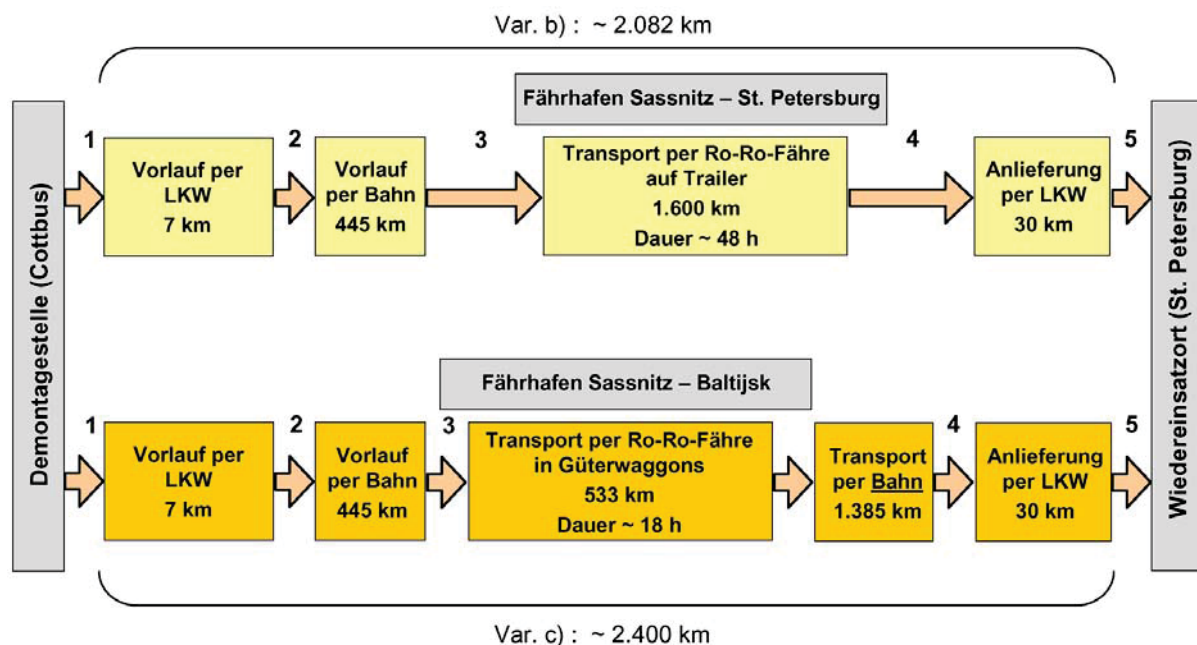 Var. b) : ~ 2.082 km
Demontagestelle (Cottbus)
Fährhafen Sassnitz – St. Petersburg
1
2
3
4
5
Vorlauf per
LKW
7 km
Vorlauf
per Bahn
445 km
Transport per Ro-Ro-Fähre
auf Trailer
1.600 km
Dauer ~ 48 h
Anlieferung
per LKW
30 km
Wiedereinsatzort (St. Petersburg)
Fährhafen Sassnitz – Baltijsk
1
2
3
4
5
Vorlauf per
LKW
7 km
Vorlauf
per Bahn
445 km
Transport per Ro-Ro-Fähre
in Güterwaggons
533 km
Dauer ~ 18 h
Transport
per Bahn
1.385 km
Anlieferung
per LKW
30 km
Var. c) : ~ 2.400 km